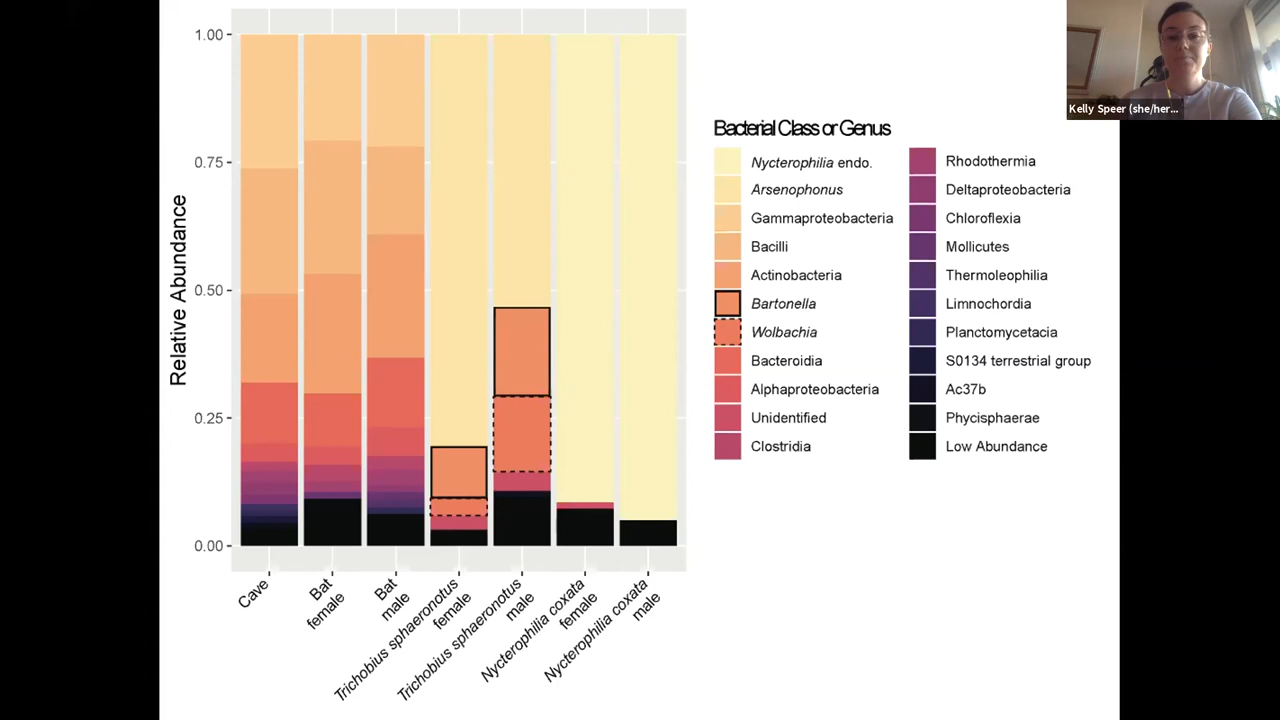 Kelly Speer (she/her...
1.00
0.75
0.50
0.25
0.00
Relative Abundance
Cave
Bat
female
Bat
male
Trichobius sphaeronotus
female
Trichobius sphaeronotus
male
Nycterophilia coxata
female
Nycterophilia coxata
male
Bacterial Class or Genus
Nycterophilia endo.
Arsenophonus
Gammaproteobacteria
Bacilli
Actinobacteria
Bartonella
Wolbachia
Bacteroidia
Alphaproteobacteria
Unidentified
Clostridia
Rhodothermia
Deltaproteobacteria
Chloroflexia
Mollicutes
Thermoleophilia
Limnochordia
Planctomycetacia
S0134 terrestrial group
Ac37b
Phycisphaerae
Low Abundance